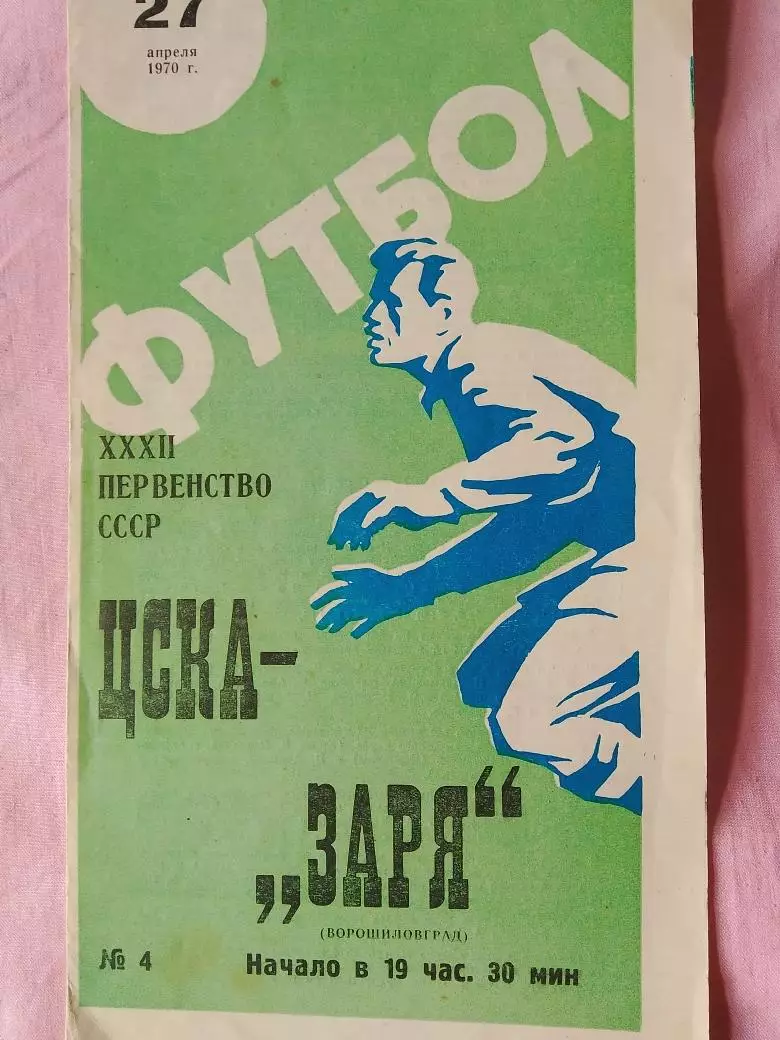 27
апреля
1970 г.
ФУТБОЛ
XXXII
ПЕРВЕНСТВО
СССР
ЦСКА—
„ЗАРЯ“
(ВОРОШИЛОВГРАД)
№ 4 Начало в 19 час. 30 мин